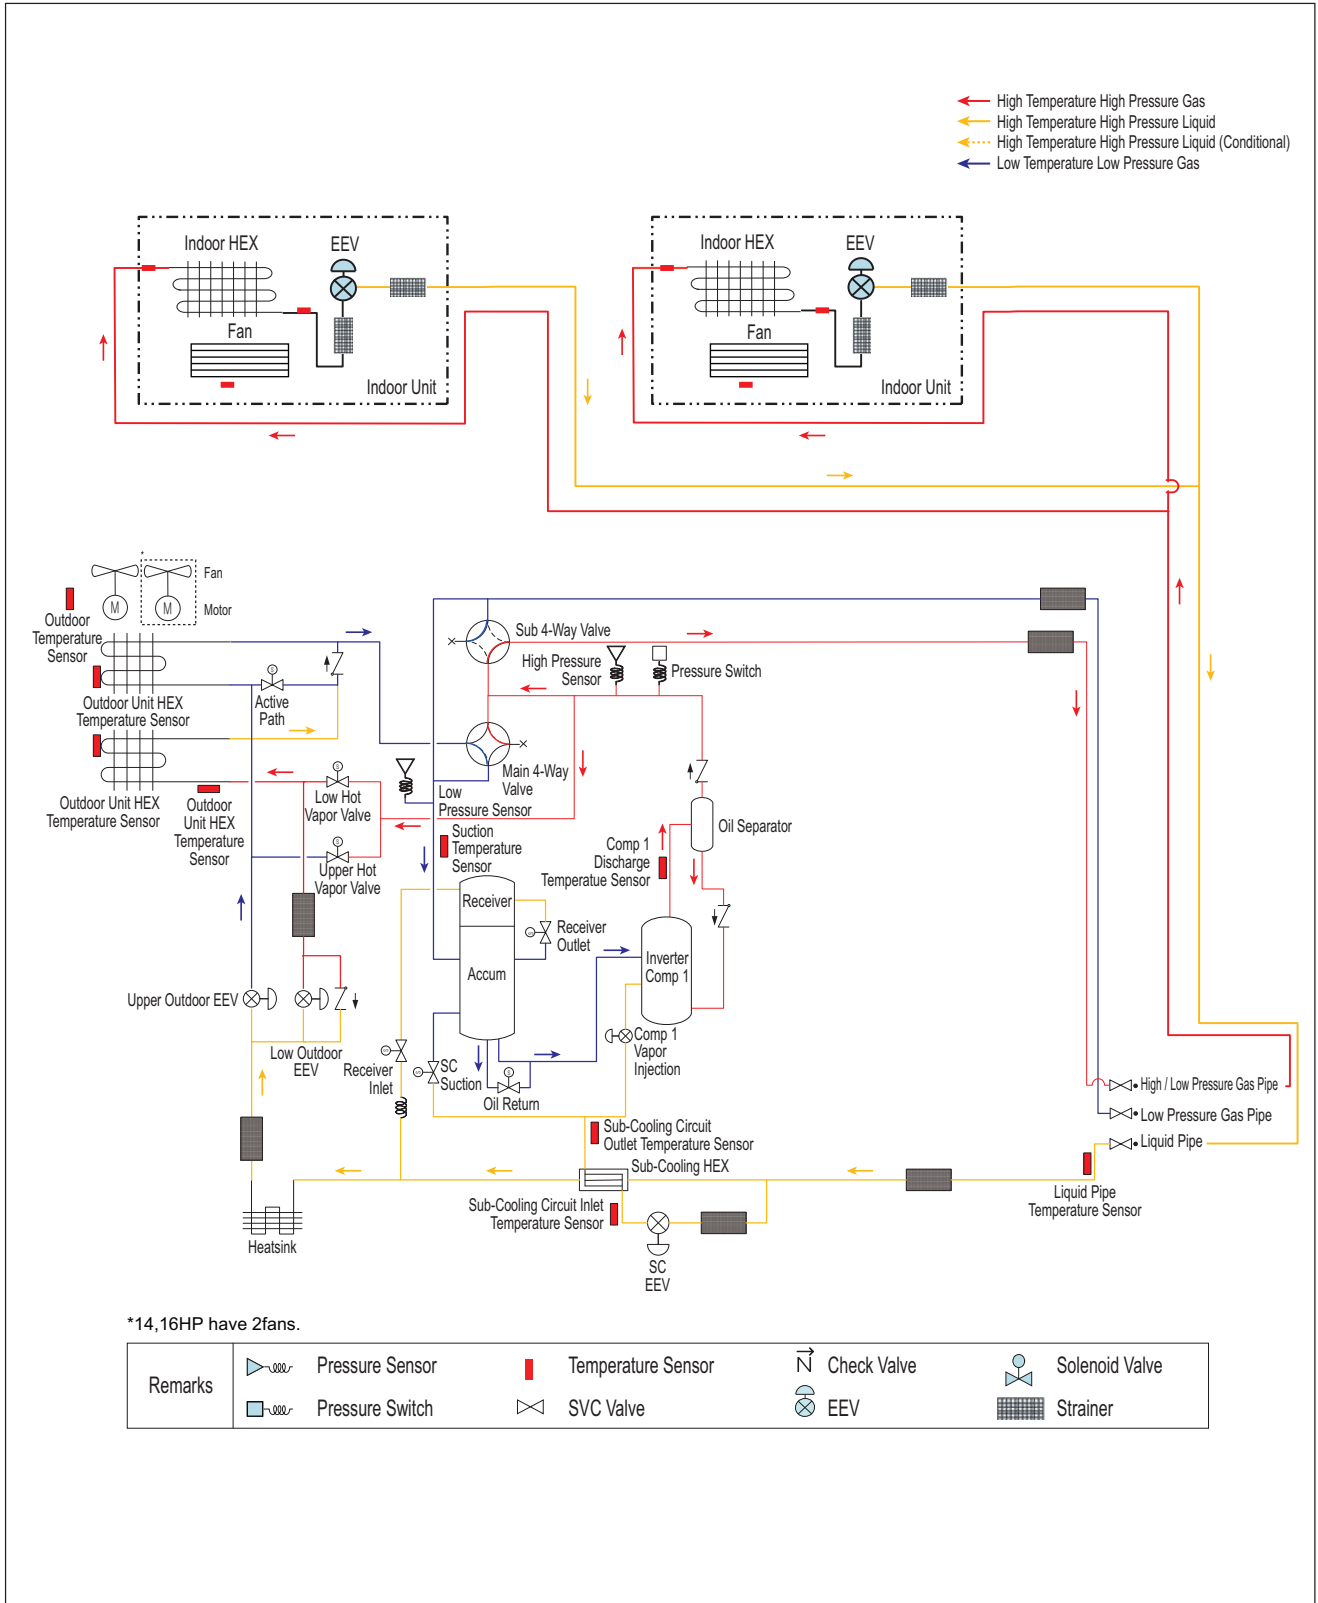 High Temperature High Pressure Gas
High Temperature High Pressure Liquid
High Temperature High Pressure Liquid (Conditional)
Low Temperature Low Pressure Gas
Indoor HEX
EEV
Fan
Indoor Unit
Indoor HEX
EEV
Fan
Indoor Unit
*
Fan
M
M
Motor
Outdoor
Temperature
Sensor
Sub 4-Way Valve
High Pressure
Sensor
Pressure Switch
S
Active
Path
Outdoor Unit HEX
Temperature Sensor
Main 4-Way
Valve
Low
Pressure Sensor
S
Low Hot
Vapor Valve
Outdoor Unit HEX
Temperature Sensor
Outdoor
Unit HEX
Temperature
Sensor
Suction
Temperature
Sensor
Oil Separator
Comp 1
Discharge
Temperatue Sensor
S
Upper Hot
Vapor Valve
Receiver
S
Receiver
Outlet
Accum
Inverter
Comp 1
Upper Outdoor EEV
Low Outdoor
EEV
S
Receiver
Inlet
S
SC
Suction
S
Oil Return
Comp 1
Vapor
Injection
High / Low Pressure Gas Pipe
Low Pressure Gas Pipe
Liquid Pipe
Sub-Cooling Circuit
Outlet Temperature Sensor
Sub-Cooling HEX
Sub-Cooling Circuit Inlet
Temperature Sensor
Liquid Pipe
Temperature Sensor
Heatsink
SC
EEV
*14,16HP have 2fans.
Remarks
Pressure Sensor
Temperature Sensor
Check Valve
Solenoid Valve
Pressure Switch
SVC Valve
EEV
Strainer